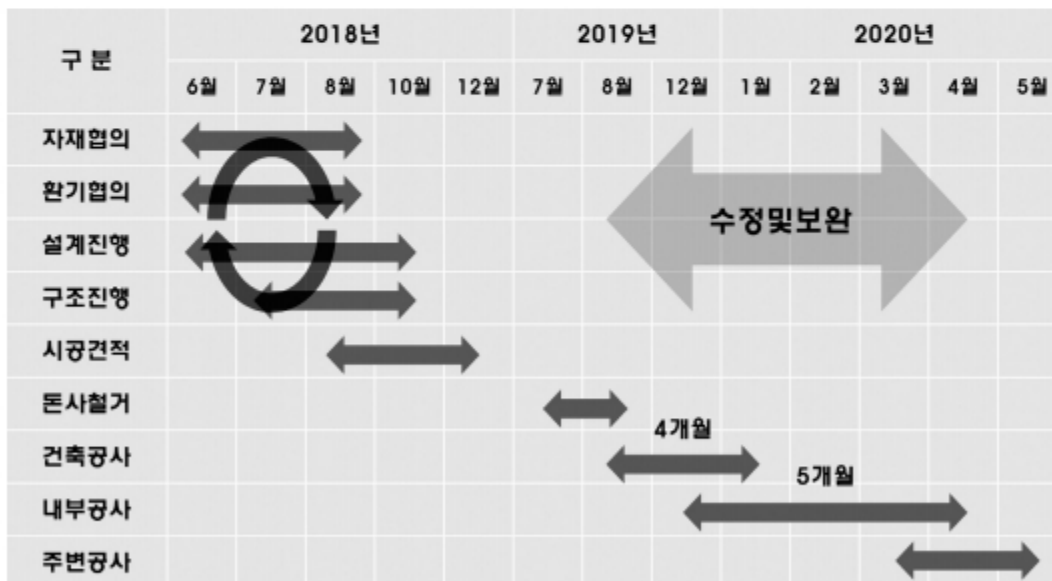 구 분
2018년 2019년 2020년
6월 7월 8월 10월 12월 7월 8월 12월 1월 2월 3월 4월 5월
자재협의
환기협의
수정및보완
설계진행
구조진행
시공견적
돈사철거
4개월
건축공사
5개월
내부공사
주변공사